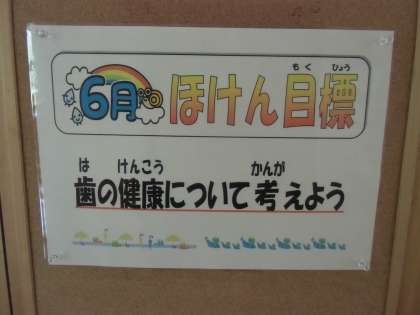 6月 ほけん目標
もく ひょう
歯の健康について考えよう
は けんこう かんが